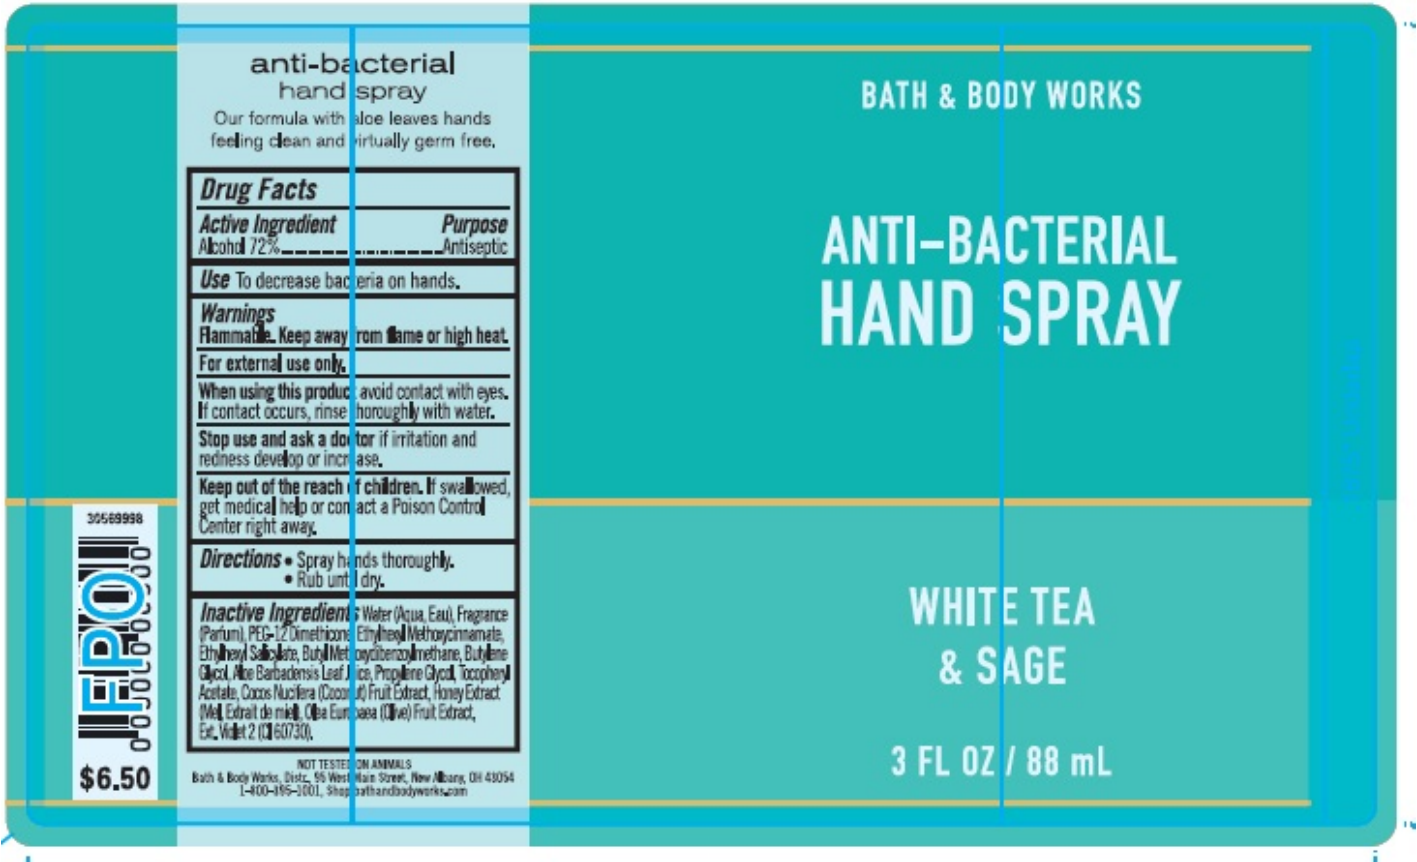 anti-bacterial
hand spray
Our formula with aloe leaves hands
feeling clean and virtually germ free.
Drug Facts
Active Ingredient Purpose
Alcohol 72% Antiseptic
Use To decrease bacteria on hands.
Warnings
Flammable. Keep away from flame or high heat.
For external use only.
When using this product avoid contact with eyes.
If contact occurs, rinse thoroughly with water.
Stop use and ask a doctor if irritation and
redness develop or increase.
Keep out of the reach of children. If swallowed,
get medical help or contact a Poison Control
Center right away.
Directions • Spray hands thoroughly.
• Rub until dry.
Inactive Ingredients Water (Aqua, Eau), Fragrance
(Parfum), PEG-12 Dimethicone, Ethylhexyl Methoxycinnamate,
Ethylhexyl Salicylate, Butyl Methoxydibenzoylmethane, Butylene
Glycol, Aloe Barbadensis Leaf Juice, Propylene Glycol, Tocopheryl
Acetate, Cocos Nucifera (Coconut) Fruit Extract, Honey Extract
(Mel, Extrait de miel), Olea Europaea (Olive) Fruit Extract,
Ext. Violet 2 (CI 60730).
NOT TESTED ON ANIMALS
Bath & Body Works, Distr., 95 West Main Street, New Albany, OH 43054
1-800-395-1001, Shop bathandbodyworks.com
30569998
FPO
$6.50
BATH & BODY WORKS
ANTI-BACTERIAL
HAND SPRAY
WHITE TEA
& SAGE
3 FL OZ / 88 mL